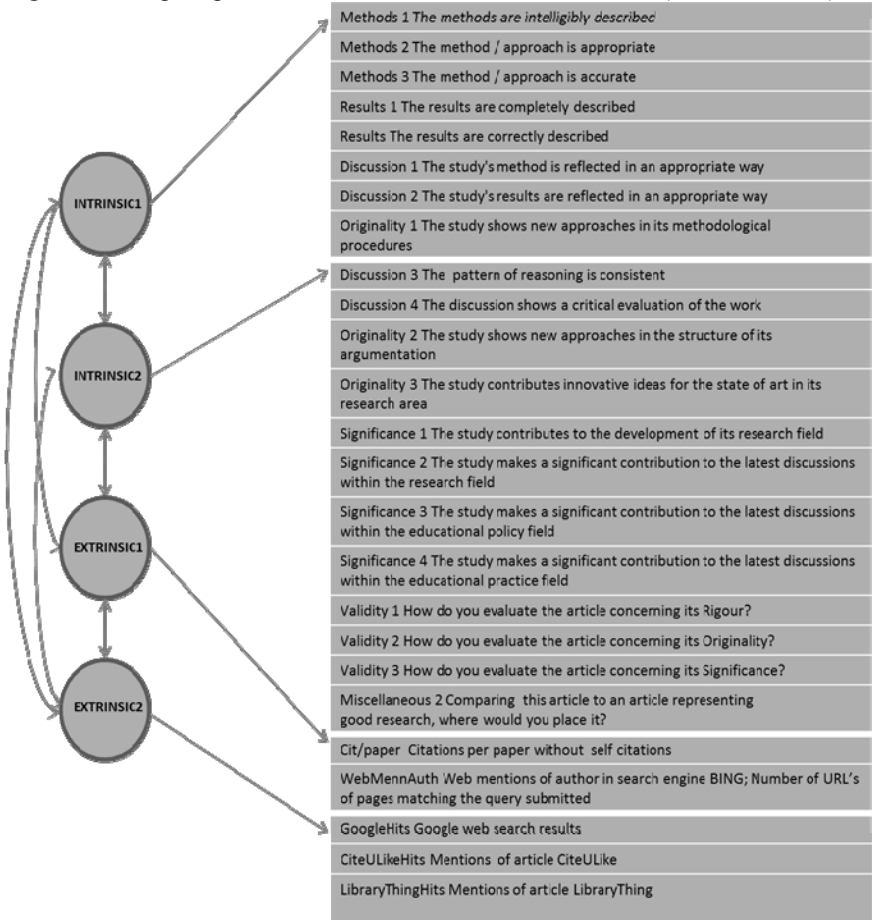 Methods 1 The methods are intelligibly described
Methods 2 The method / approach is appropriate
Methods 3 The method / approach is accurate
Results 1 The results are completely described
Results The results are correctly described
Discussion 1 The study's method is reflected in an appropriate way
Discussion 2 The study's results are reflected in an appropriate way
Originality 1 The study shows new approaches in its methodological
procedures
Discussion 3 The pattern of reasoning is consistent
Discussion 4 The discussion shows a critical evaluation of the work
Originality 2 The study shows new approaches in the structure of its
argumentation
Originality 3 The study contributes innovative ideas for the state of art in its
research area
Significance 1 The study contributes to the development of its research field
Significance 2 The study makes a significant contribution to the latest discussions
within the research field
Significance 3 The study makes a significant contribution to the latest discussions
within the educational policy field
Significance 4 The study makes a significant contribution to the latest discussions
within the educational practice field
Validity 1 How do you evaluate the article concerning its Rigour?
Validity 2 How do you evaluate the article concerning its Originality?
Validity 3 How do you evaluate the article concerning its Significance?
Miscellaneous 2 Comparing this article to an article representing
good research, where would you place it?
Cit/paper Citations per paper without self citations
WebMennAuth Web mentions of author in search engine BING; Number of URL's
of pages matching the query submitted
GoogleHits Google web search results
CiteULikeHits Mentions of article CiteULike
LibraryThingHits Mentions of article LibraryThing
INTRINSIC1
INTRINSIC2
EXTRINSIC1
EXTRINSIC2